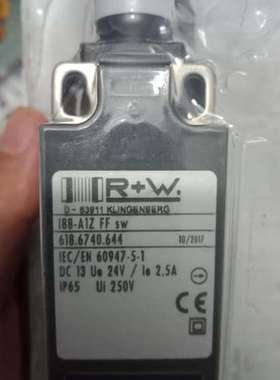 R+W.
D - 63911 KLINGENBERG
I88-A1Z FF sw
618.6740.644 10/2017
IEC/EN 60947-5-1
DC 13 Ue 24V / Ie 2,5A
IP65 Ui 250V
CE